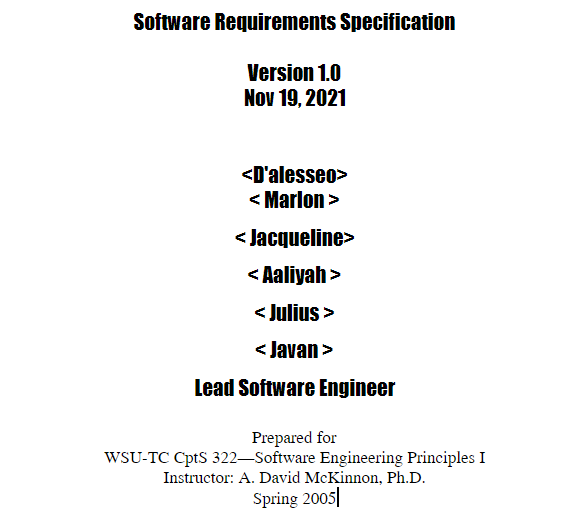 Software Requirements Specification
Version 1.0
Nov 19, 2021
<D'alesseo>
< Marlon >
< Jacqueline>
< Aaliyah >
< Julius >
< Javan >
Lead Software Engineer
Prepared for
WSU-TC CptS 322—Software Engineering Principles I
Instructor: A. David McKinnon, Ph.D.
Spring 2005